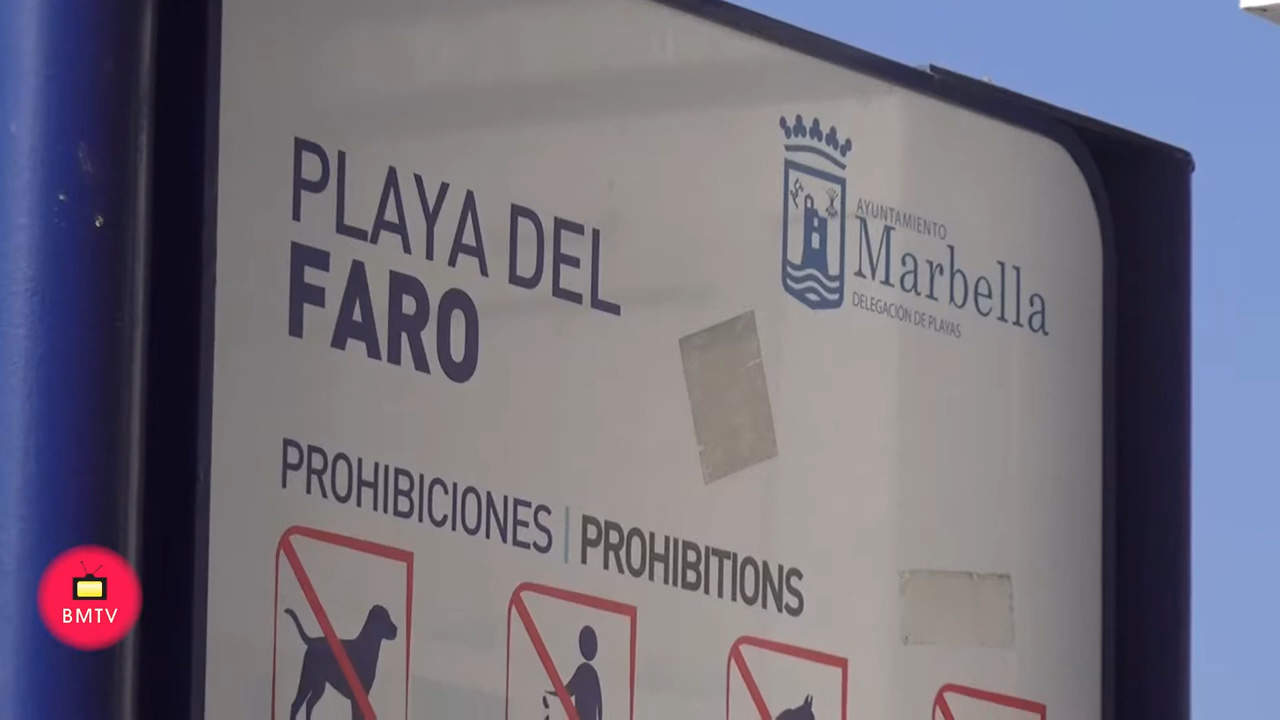 PLAYA DEL
FARO
AYUNTAMIENTO
Marbella
DELEGACIÓN DE PLAYAS
PROHIBICIONES | PROHIBITIONS
BMTV